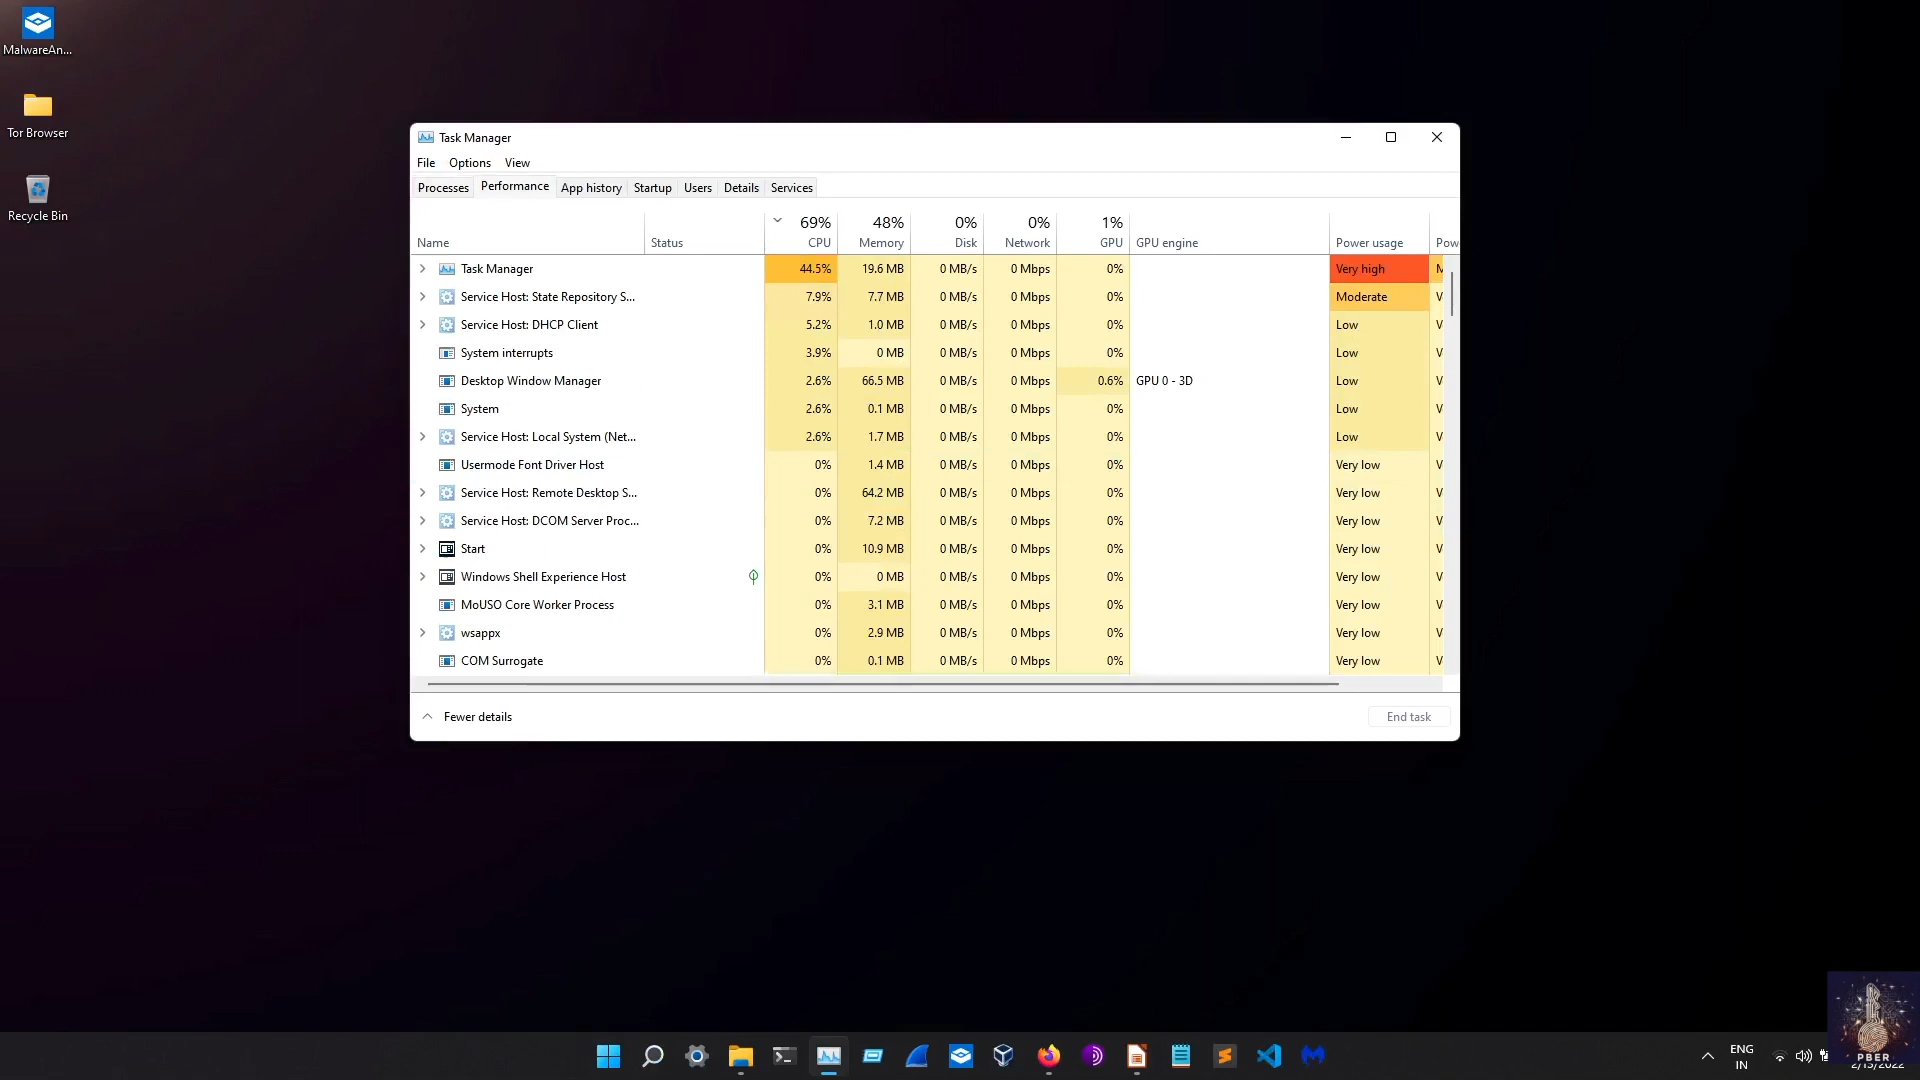 MalwareAn...
Tor Browser
Recycle Bin
Task Manager
File Options View
Processes Performance App history Startup Users Details Services
69% 48% 0% 0% 1%
Name Status CPU Memory Disk Network GPU GPU engine Power usage Pow
Task Manager 44.5% 19.6 MB 0 MB/s 0 Mbps 0% Very high
Service Host: State Repository S... 7.9% 7.7 MB 0 MB/s 0 Mbps 0% Moderate
Service Host: DHCP Client 5.2% 1.0 MB 0 MB/s 0 Mbps 0% Low
System interrupts 3.9% 0 MB 0 MB/s 0 Mbps 0% Low
Desktop Window Manager 2.6% 66.5 MB 0 MB/s 0 Mbps 0.6% GPU 0 - 3D Low
System 2.6% 0.1 MB 0 MB/s 0 Mbps 0% Low
Service Host: Local System (Net... 2.6% 1.7 MB 0 MB/s 0 Mbps 0% Low
Usermode Font Driver Host 0% 1.4 MB 0 MB/s 0 Mbps 0% Very low
Service Host: Remote Desktop S... 0% 64.2 MB 0 MB/s 0 Mbps 0% Very low
Service Host: DCOM Server Proc... 0% 7.2 MB 0 MB/s 0 Mbps 0% Very low
Start 0% 10.9 MB 0 MB/s 0 Mbps 0% Very low
Windows Shell Experience Host 0% 0 MB 0 MB/s 0 Mbps 0% Very low
MoUSO Core Worker Process 0% 3.1 MB 0 MB/s 0 Mbps 0% Very low
wsappx 0% 2.9 MB 0 MB/s 0 Mbps 0% Very low
COM Surrogate 0% 0.1 MB 0 MB/s 0 Mbps 0% Very low
Fewer details End task
ENG
IN
PBER